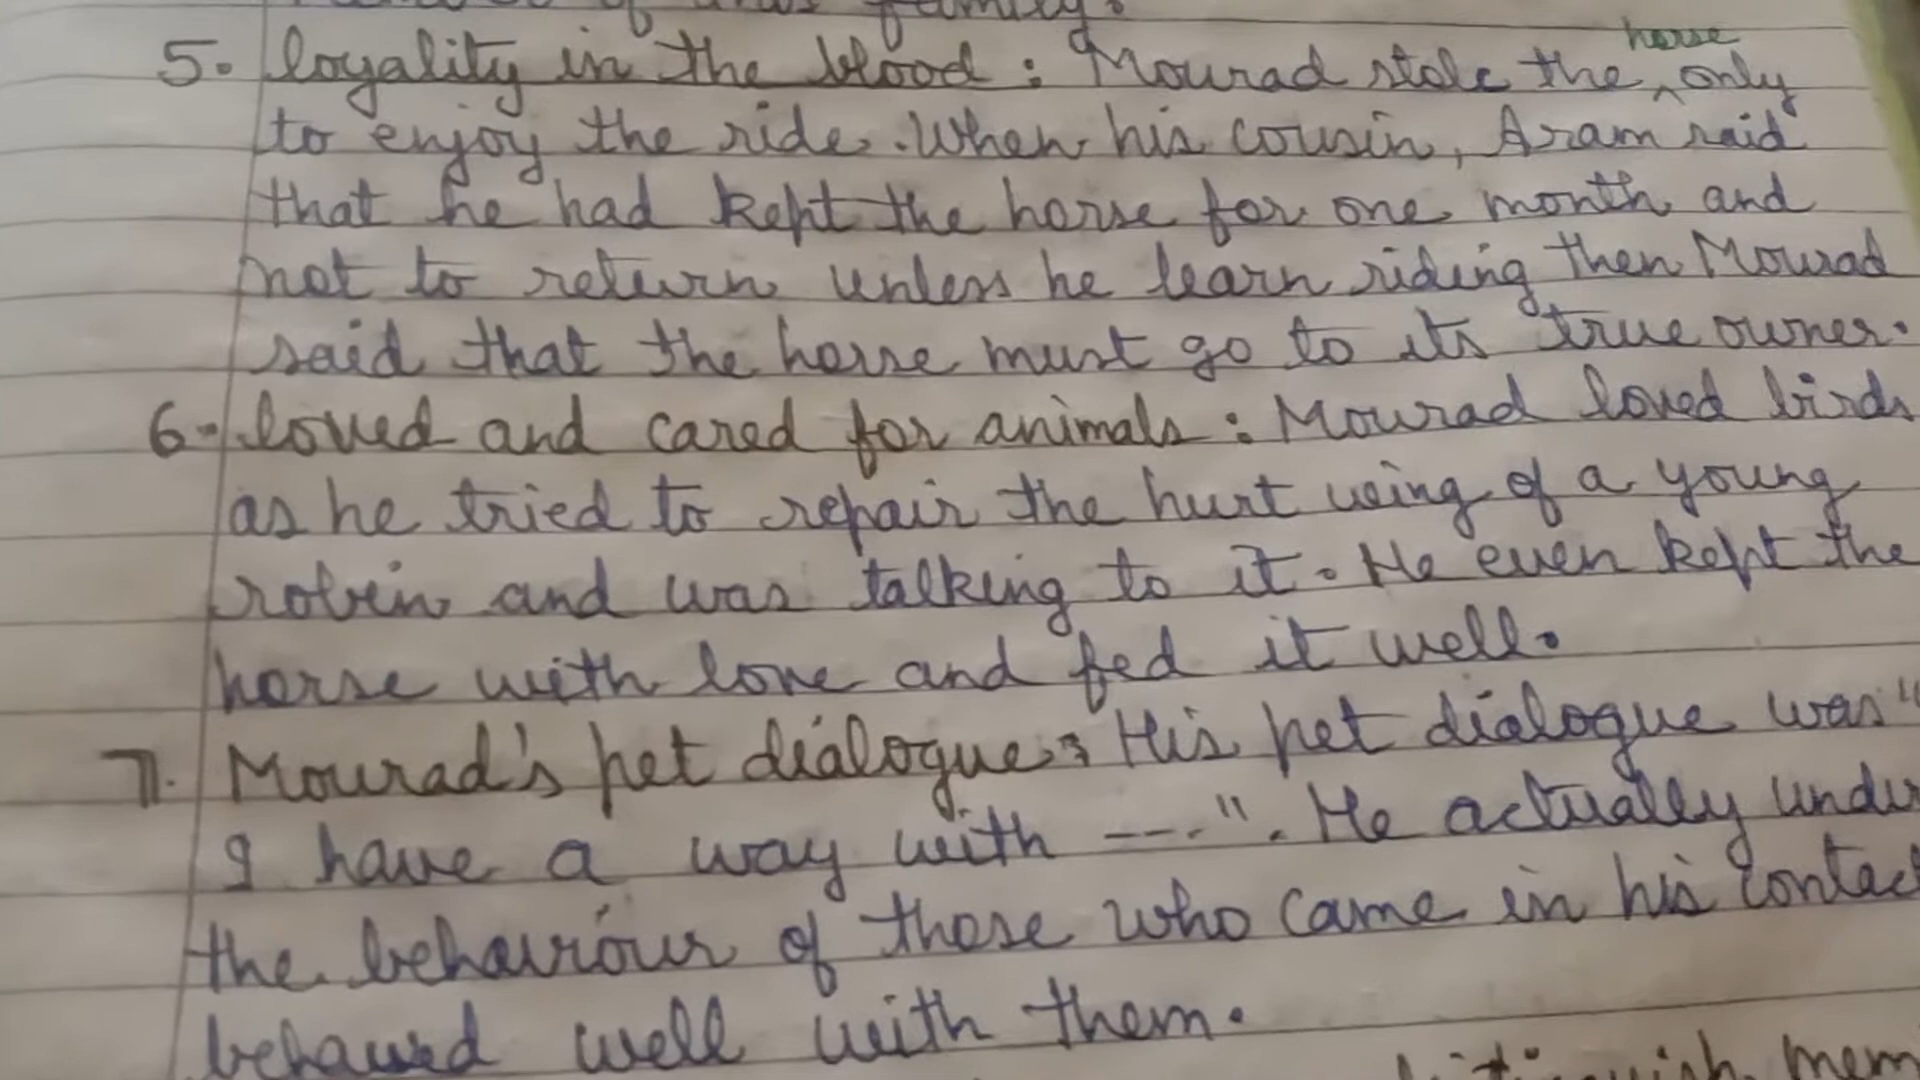 family.
5. loyality in the blood : Mourad stole the ^ horse only
to enjoy the ride. When his cousin, Aram said
that he had kept the horse for one month and
not to return unless he learn riding then Mourad
said that the horse must go to its true owner.
6. loved and cared for animals : Mourad loved birds
as he tried to repair the hurt wing of a young
robin and was talking to it. He even kept the
horse with love and fed it well.
7. Mourad's pet dialogue : His pet dialogue was "
I have a way with ---". He actually under
the behaviour of those who came in his contact
behaved well with them.